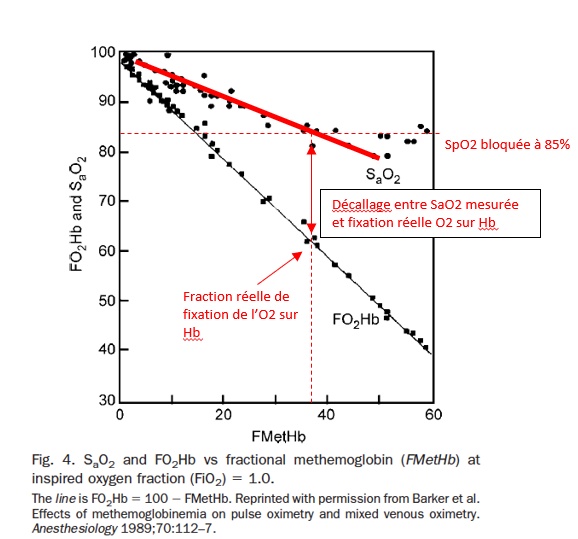 100
90
80
70
60
50
40
30
0
20
40
60
FO2Hb and SaO2
FMetHb
SpO2 bloquée à 85%
SaO2
Décallage entre SaO2 mesurée
et fixation réelle O2 sur Hb
Fraction réelle de
fixation de l'O2 sur
Hb
FO2Hb
Fig. 4. SaO2 and FO2Hb vs fractional methemoglobin (FMetHb) at
inspired oxygen fraction (FiO2) = 1.0.
The line is FO2Hb = 100 − FMetHb. Reprinted with permission from Barker et al.
Effects of methemoglobinemia on pulse oximetry and mixed venous oximetry.
Anesthesiology 1989;70:112–7.